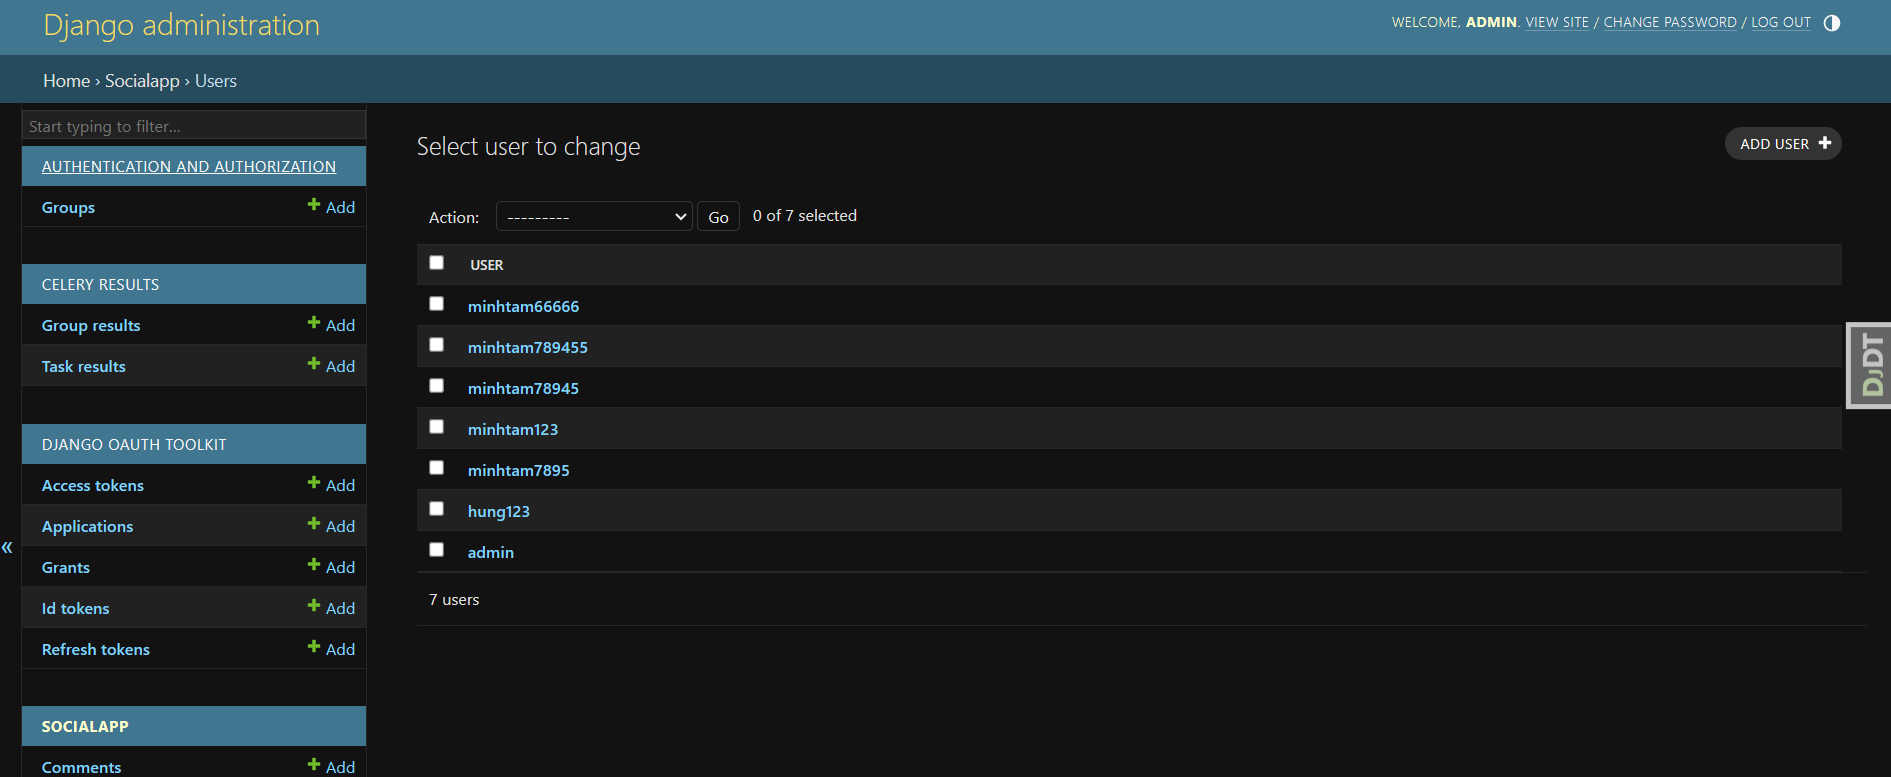 Django administration
WELCOME, ADMIN. VIEW SITE / CHANGE PASSWORD / LOG OUT
Home › Socialapp › Users
Start typing to filter...
AUTHENTICATION AND AUTHORIZATION
Groups Add
CELERY RESULTS
Group results Add
Task results Add
DJANGO OAUTH TOOLKIT
Access tokens Add
Applications Add
Grants Add
Id tokens Add
Refresh tokens Add
SOCIALAPP
Comments Add
«
Select user to change
ADD USER
Action: --------- Go 0 of 7 selected
USER
minhtam66666
minhtam789455
minhtam78945
minhtam123
minhtam7895
hung123
admin
7 users
DJDT